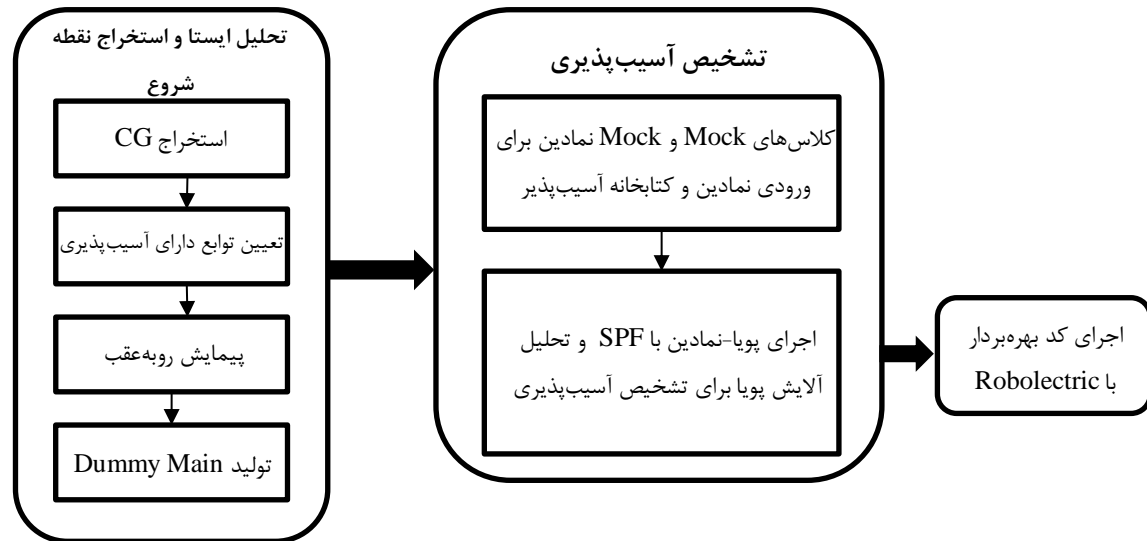 تحلیل ایستا و استخراج نقطه
شروع
استخراج CG
تعیین توابع دارای آسیب‌پذیری
پیمایش روبه‌عقب
تولید Dummy Main
تشخیص آسیب‌پذیری
کلاس‌های Mock و Mock نمادین برای
ورودی نمادین و کتابخانه آسیب‌پذیر
اجرای پویا-نمادین با SPF و تحلیل
آلایش پویا برای تشخیص آسیب‌پذیری
اجرای کد بهره‌بردار
با Robolectric